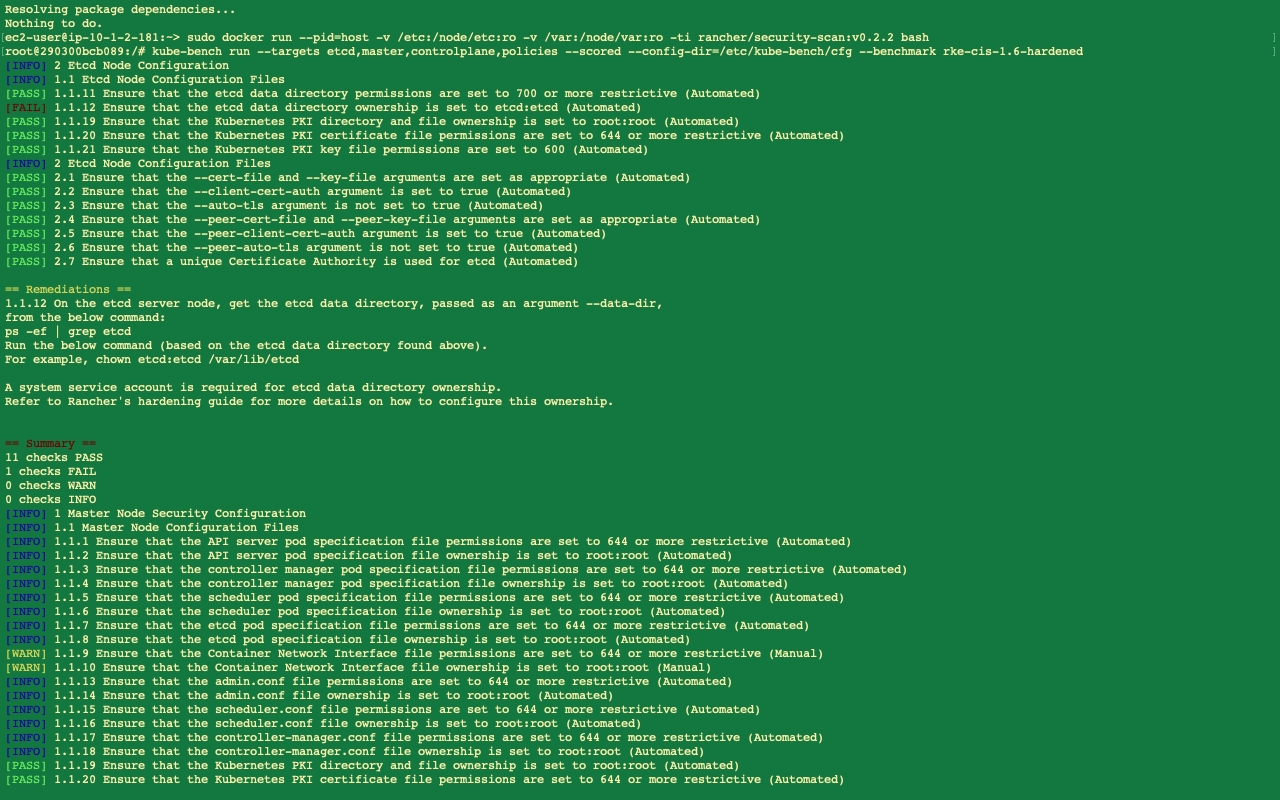 Resolving package dependencies...
Nothing to do.
[ec2-user@ip-10-1-2-181:~> sudo docker run --pid=host -v /etc:/node/etc:ro -v /var:/node/var:ro -ti rancher/security-scan:v0.2.2 bash ]
[root@290300bcb089:/# kube-bench run --targets etcd,master,controlplane,policies --scored --config-dir=/etc/kube-bench/cfg --benchmark rke-cis-1.6-hardened ]
[INFO] 2 Etcd Node Configuration
[INFO] 1.1 Etcd Node Configuration Files
[PASS] 1.1.11 Ensure that the etcd data directory permissions are set to 700 or more restrictive (Automated)
[FAIL] 1.1.12 Ensure that the etcd data directory ownership is set to etcd:etcd (Automated)
[PASS] 1.1.19 Ensure that the Kubernetes PKI directory and file ownership is set to root:root (Automated)
[PASS] 1.1.20 Ensure that the Kubernetes PKI certificate file permissions are set to 644 or more restrictive (Automated)
[PASS] 1.1.21 Ensure that the Kubernetes PKI key file permissions are set to 600 (Automated)
[INFO] 2 Etcd Node Configuration Files
[PASS] 2.1 Ensure that the --cert-file and --key-file arguments are set as appropriate (Automated)
[PASS] 2.2 Ensure that the --client-cert-auth argument is set to true (Automated)
[PASS] 2.3 Ensure that the --auto-tls argument is not set to true (Automated)
[PASS] 2.4 Ensure that the --peer-cert-file and --peer-key-file arguments are set as appropriate (Automated)
[PASS] 2.5 Ensure that the --peer-client-cert-auth argument is set to true (Automated)
[PASS] 2.6 Ensure that the --peer-auto-tls argument is not set to true (Automated)
[PASS] 2.7 Ensure that a unique Certificate Authority is used for etcd (Automated)
== Remediations ==
1.1.12 On the etcd server node, get the etcd data directory, passed as an argument --data-dir,
from the below command:
ps -ef | grep etcd
Run the below command (based on the etcd data directory found above).
For example, chown etcd:etcd /var/lib/etcd
A system service account is required for etcd data directory ownership.
Refer to Rancher's hardening guide for more details on how to configure this ownership.
== Summary ==
11 checks PASS
1 checks FAIL
0 checks WARN
0 checks INFO
[INFO] 1 Master Node Security Configuration
[INFO] 1.1 Master Node Configuration Files
[INFO] 1.1.1 Ensure that the API server pod specification file permissions are set to 644 or more restrictive (Automated)
[INFO] 1.1.2 Ensure that the API server pod specification file ownership is set to root:root (Automated)
[INFO] 1.1.3 Ensure that the controller manager pod specification file permissions are set to 644 or more restrictive (Automated)
[INFO] 1.1.4 Ensure that the controller manager pod specification file ownership is set to root:root (Automated)
[INFO] 1.1.5 Ensure that the scheduler pod specification file permissions are set to 644 or more restrictive (Automated)
[INFO] 1.1.6 Ensure that the scheduler pod specification file ownership is set to root:root (Automated)
[INFO] 1.1.7 Ensure that the etcd pod specification file permissions are set to 644 or more restrictive (Automated)
[INFO] 1.1.8 Ensure that the etcd pod specification file ownership is set to root:root (Automated)
[WARN] 1.1.9 Ensure that the Container Network Interface file permissions are set to 644 or more restrictive (Manual)
[WARN] 1.1.10 Ensure that the Container Network Interface file ownership is set to root:root (Manual)
[INFO] 1.1.13 Ensure that the admin.conf file permissions are set to 644 or more restrictive (Automated)
[INFO] 1.1.14 Ensure that the admin.conf file ownership is set to root:root (Automated)
[INFO] 1.1.15 Ensure that the scheduler.conf file permissions are set to 644 or more restrictive (Automated)
[INFO] 1.1.16 Ensure that the scheduler.conf file ownership is set to root:root (Automated)
[INFO] 1.1.17 Ensure that the controller-manager.conf file permissions are set to 644 or more restrictive (Automated)
[INFO] 1.1.18 Ensure that the controller-manager.conf file ownership is set to root:root (Automated)
[PASS] 1.1.19 Ensure that the Kubernetes PKI directory and file ownership is set to root:root (Automated)
[PASS] 1.1.20 Ensure that the Kubernetes PKI certificate file permissions are set to 644 or more restrictive (Automated)